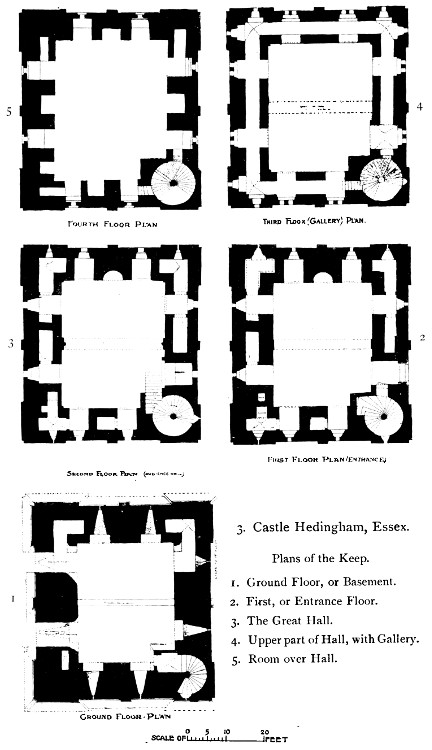 5
FOURTH FLOOR PLAN
4
THIRD FLOOR (GALLERY) PLAN.
3
SECOND FLOOR PLAN
2
FIRST FLOOR PLAN (ENTRANCE)
1
GROUND FLOOR - PLAN
3. Castle Hedingham, Essex.
Plans of the Keep.
1. Ground Floor, or Basement.
2. First, or Entrance Floor.
3. The Great Hall.
4. Upper part of Hall, with Gallery.
5. Room over Hall.
SCALE OF 0 5 10 20 FEET